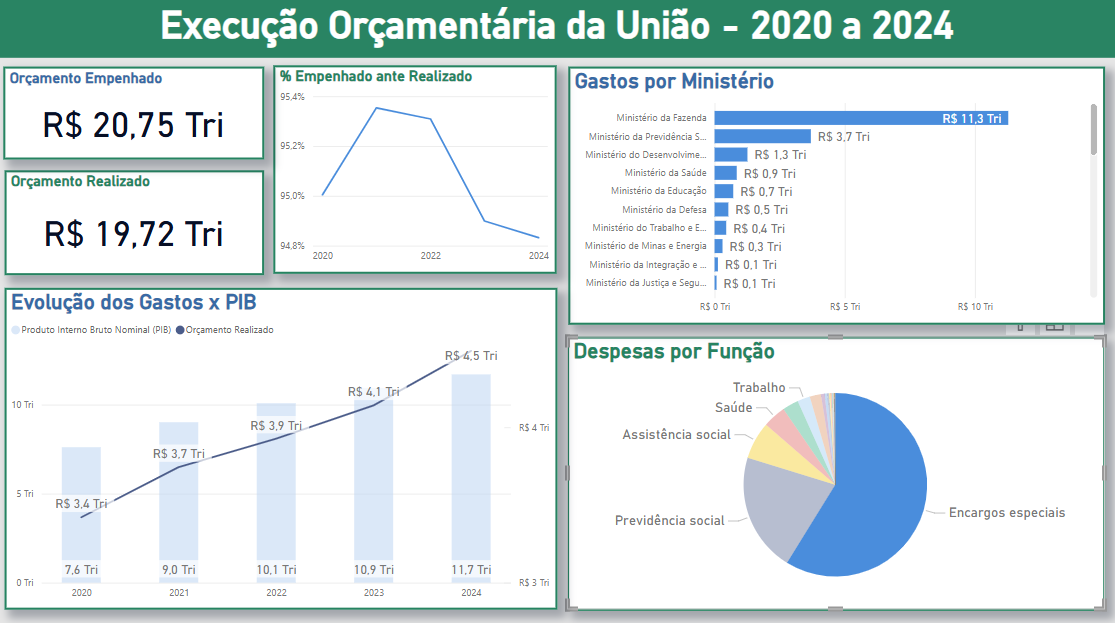 Execução Orçamentária da União - 2020 a 2024
Orçamento Empenhado
R$ 20,75 Tri
Orçamento Realizado
R$ 19,72 Tri
% Empenhado ante Realizado
95,4%
95,2%
95,0%
94,8%
2020
2022
2024
Gastos por Ministério
Ministério da Fazenda
R$ 11,3 Tri
Ministério da Previdência S...
R$ 3,7 Tri
Ministério do Desenvolvime...
R$ 1,3 Tri
Ministério da Saúde
R$ 0,9 Tri
Ministério da Educação
R$ 0,7 Tri
Ministério da Defesa
R$ 0,5 Tri
Ministério do Trabalho e E...
R$ 0,4 Tri
Ministério de Minas e Energia
R$ 0,3 Tri
Ministério da Integração e ...
R$ 0,1 Tri
Ministério da Justiça e Segu...
R$ 0,1 Tri
R$ 0 Tri
R$ 5 Tri
R$ 10 Tri
Evolução dos Gastos x PIB
Produto Interno Bruto Nominal (PIB)
Orçamento Realizado
10 Tri
5 Tri
0 Tri
R$ 4 Tri
R$ 3 Tri
R$ 3,4 Tri
R$ 3,7 Tri
R$ 3,9 Tri
R$ 4,1 Tri
R$ 4,5 Tri
7,6 Tri
9,0 Tri
10,1 Tri
10,9 Tri
11,7 Tri
2020
2021
2022
2023
2024
Despesas por Função
Trabalho
Saúde
Assistência social
Previdência social
Encargos especiais